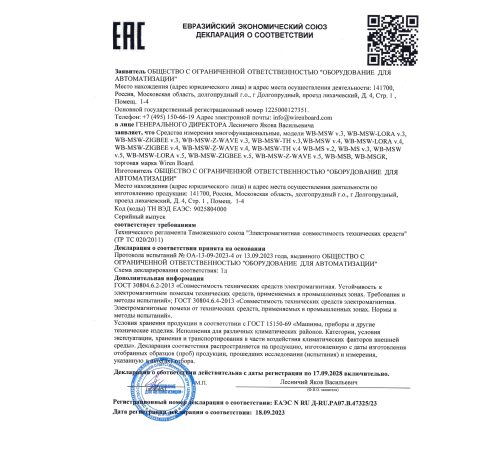 ЕАС
ЕВРАЗИЙСКИЙ ЭКОНОМИЧЕСКИЙ СОЮЗ
ДЕКЛАРАЦИЯ О СООТВЕТСТВИИ
Заявитель ОБЩЕСТВО С ОГРАНИЧЕННОЙ ОТВЕТСТВЕННОСТЬЮ "ОБОРУДОВАНИЕ ДЛЯ
АВТОМАТИЗАЦИИ"
Место нахождения (адрес юридического лица) и адрес места осуществления деятельности: 141700,
Россия, Московская область, долгопрудный г.о., г Долгопрудный, проезд лихачевский, Д. 4, Стр. 1 ,
Помещ. 1-4
Основной государственный регистрационный номер 1225000127351.
Телефон: +7 (495) 150-66-19 Адрес электронной почты: info@wirenboard.com
в лице ГЕНЕРАЛЬНОГО ДИРЕКТОРА Лесничего Якова Васильевича
заявляет, что Средства измерения многофункциональные, модели WB-MSW v.3, WB-MSW-LORA v.3,
WB-MSW-ZIGBEE v.3, WB-MSW-Z-WAVE v.3, WB-MSW-TH v.3,WB-MSW v.4, WB-MSW-LORA v.4,
WB-MSW-ZIGBEE v.4, WB-MSW-Z-WAVE v.4, WB-MSW-TH v.4 WB-MS v.2, WB-MS v.3, WB-MSW
v.5, WB-MSW-LORA v.5, WB-MSW-ZIGBEE v.5, WB-MSW-Z-WAVE v.5, WB-MSB, WB-MSGR,
торговая марка Wiren Board.
Изготовитель ОБЩЕСТВО С ОГРАНИЧЕННОЙ ОТВЕТСТВЕННОСТЬЮ "ОБОРУДОВАНИЕ ДЛЯ
АВТОМАТИЗАЦИИ"
Место нахождения (адрес юридического лица) и адрес места осуществления деятельности по
изготовлению продукции: 141700, Россия, Московская область, долгопрудный г.о., г Долгопрудный,
проезд лихачевский, Д. 4, Стр. 1 , Помещ. 1-4
Код (коды) ТН ВЭД ЕАЭС: 9025804000
Серийный выпуск
соответствует требованиям
Технического регламента Таможенного союза "Электромагнитная совместимость технических средств"
(ТР ТС 020/2011)
Декларация о соответствии принята на основании
Протокола испытаний № ОА-13-09-2023-4 от 13.09.2023 года, выданного ОБЩЕСТВО С
ОГРАНИЧЕННОЙ ОТВЕТСТВЕННОСТЬЮ "ОБОРУДОВАНИЕ ДЛЯ АВТОМАТИЗАЦИИ"
Схема декларирования: 1д
Дополнительная информация
ГОСТ 30804.6.2-2013 «Совместимость технических средств электромагнитная. Устойчивость к
электромагнитным помехам технических средств, применяемых в промышленных зонах. Требования и
методы испытаний»; ГОСТ 30804.6.4-2013 «Совместимость технических средств электромагнитная.
Электромагнитные помехи от технических средств, применяемых в промышленных зонах. Нормы и
методы испытаний».
Условия хранения продукции в соответствии с ГОСТ 15150-69 «Машины, приборы и другие
технические изделия. Исполнения для различных климатических районов. Категории, условия
эксплуатации, хранения и транспортирования в части воздействия климатических факторов внешней
среды». Декларация соответствия распространяется на продукцию, изготовленную с даты изготовления
отобранных образцов (проб) продукции, прошедших исследования (испытания) и измерения,
указанную в отбора.
Декларация о соответствии действительна с даты регистрации по 17.09.2028 включительно.
М.П.
Лесничий Яков Васильевич
Регистрационный номер декларации о соответствии: ЕАЭС N RU Д-RU.РА07.В.47325/23
Дата регистрации декларации о соответствии: 18.09.2023